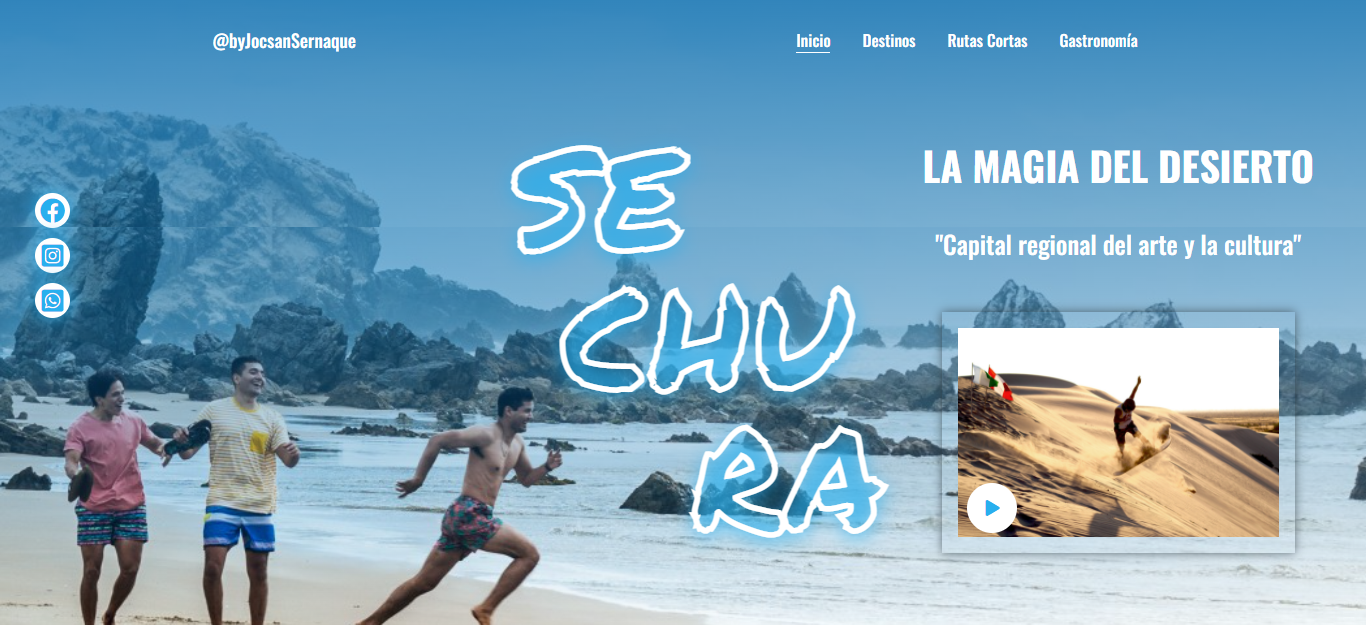 @byJocsanSernaque
Inicio
Destinos
Rutas Cortas
Gastronomía
SE
CHU
RA
LA MAGIA DEL DESIERTO
"Capital regional del arte y la cultura"